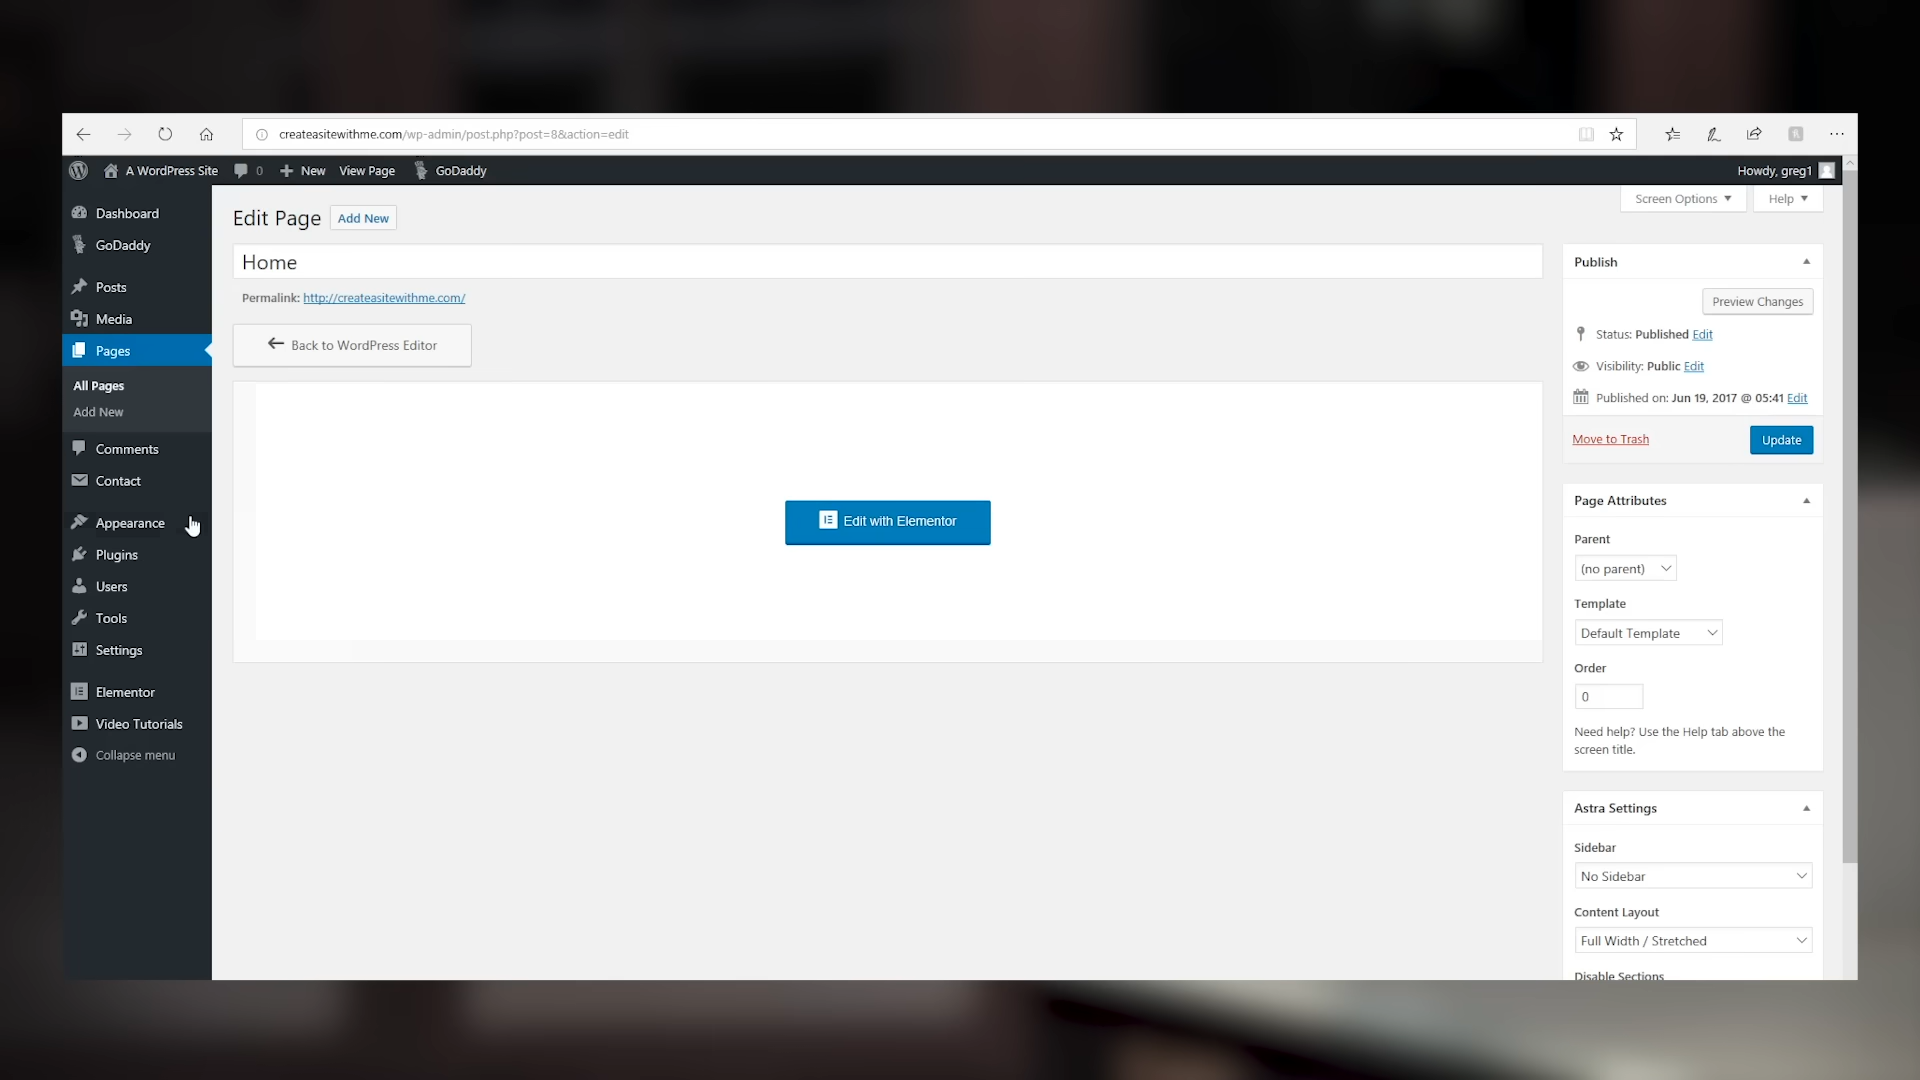 createasitewithme.com/wp-admin/post.php?post=8&action=edit
A WordPress Site 0 New View Page GoDaddy Howdy, greg1
Screen Options Help
Dashboard
GoDaddy
Posts
Media
Pages
All Pages
Add New
Comments
Contact
Appearance
Plugins
Users
Tools
Settings
Elementor
Video Tutorials
Collapse menu
Edit Page Add New
Home
Permalink: http://createasitewithme.com/
Back to WordPress Editor
Edit with Elementor
Publish
Preview Changes
Status: Published Edit
Visibility: Public Edit
Published on: Jun 19, 2017 @ 05:41 Edit
Move to Trash Update
Page Attributes
Parent
(no parent)
Template
Default Template
Order
0
Need help? Use the Help tab above the
screen title.
Astra Settings
Sidebar
No Sidebar
Content Layout
Full Width / Stretched
Disable Sections